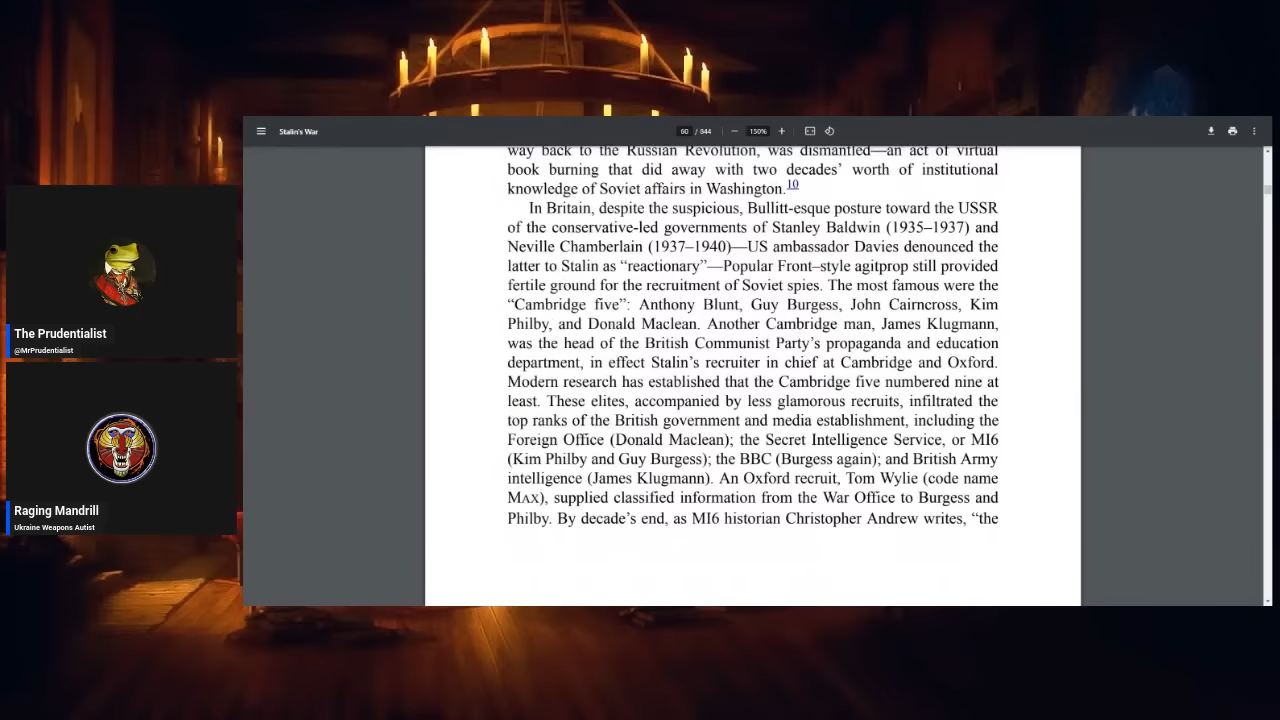 Stalin's War
60 / 844
150%
way back to the Russian Revolution, was dismantled—an act of virtual
book burning that did away with two decades' worth of institutional
knowledge of Soviet affairs in Washington.10
In Britain, despite the suspicious, Bullitt-esque posture toward the USSR
of the conservative-led governments of Stanley Baldwin (1935–1937) and
Neville Chamberlain (1937–1940)—US ambassador Davies denounced the
latter to Stalin as “reactionary”—Popular Front–style agitprop still provided
fertile ground for the recruitment of Soviet spies. The most famous were the
“Cambridge five”: Anthony Blunt, Guy Burgess, John Cairncross, Kim
Philby, and Donald Maclean. Another Cambridge man, James Klugmann,
was the head of the British Communist Party's propaganda and education
department, in effect Stalin's recruiter in chief at Cambridge and Oxford.
Modern research has established that the Cambridge five numbered nine at
least. These elites, accompanied by less glamorous recruits, infiltrated the
top ranks of the British government and media establishment, including the
Foreign Office (Donald Maclean); the Secret Intelligence Service, or MI6
(Kim Philby and Guy Burgess); the BBC (Burgess again); and British Army
intelligence (James Klugmann). An Oxford recruit, Tom Wylie (code name
MAX), supplied classified information from the War Office to Burgess and
Philby. By decade's end, as MI6 historian Christopher Andrew writes, “the
The Prudentialist
@MrPrudentialist
Raging Mandrill
Ukraine Weapons Autist